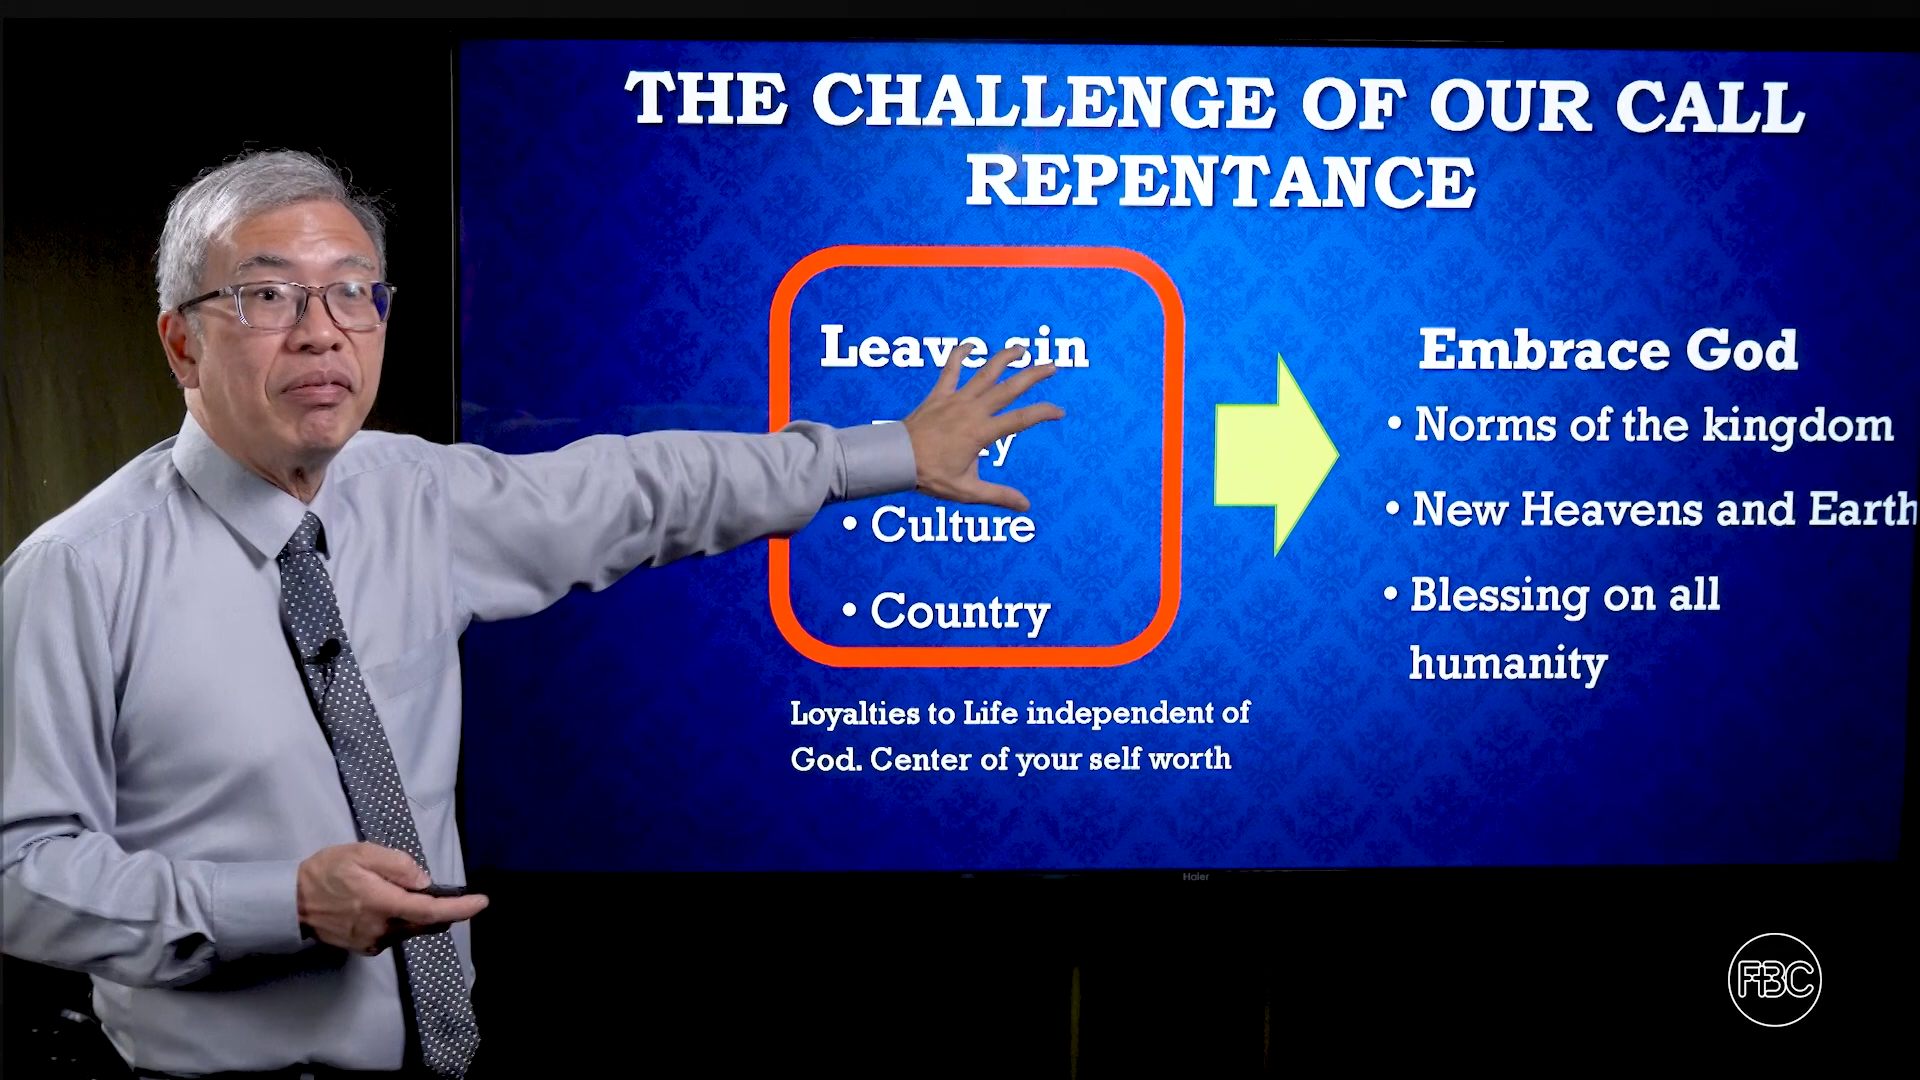 THE CHALLENGE OF OUR CALL
REPENTANCE
Leave sin
• Culture
• Country
Loyalties to Life independent of
God. Center of your self worth
Embrace God
• Norms of the kingdom
• New Heavens and Earth
• Blessing on all
humanity
Haier
FBC